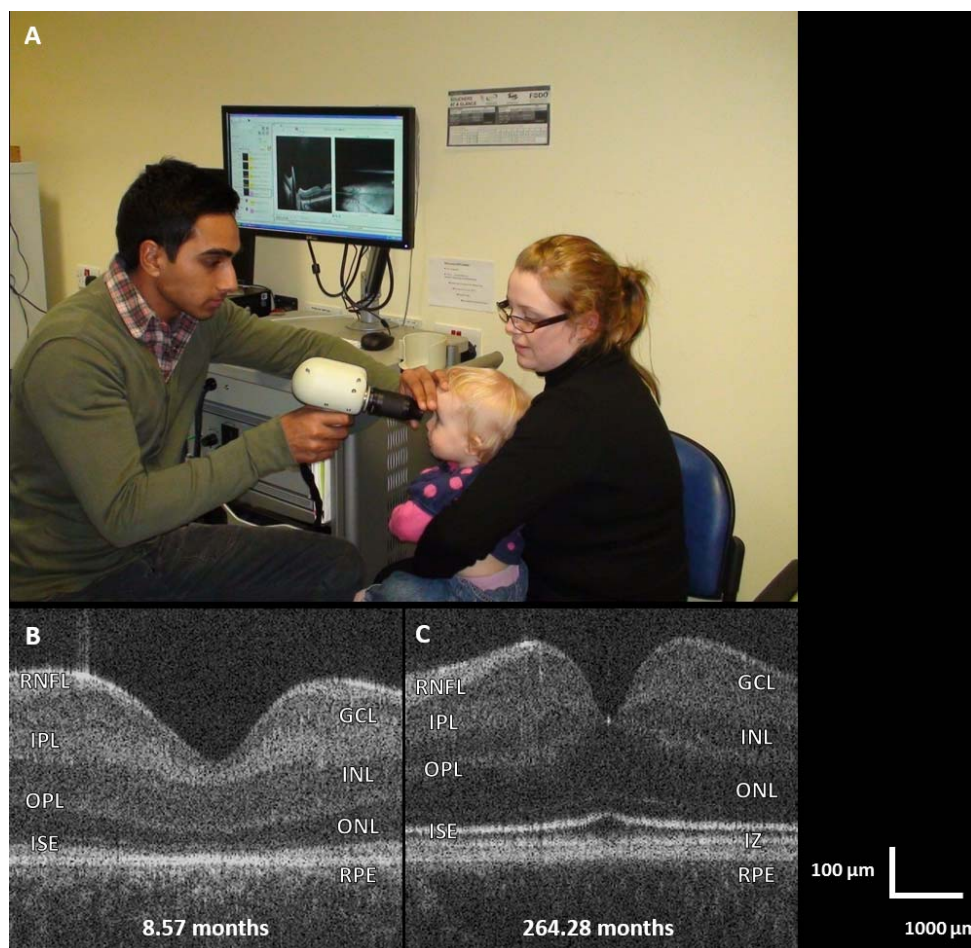 A
B
C
RNFL
GCL
IPL
INL
OPL
ONL
ISE
RPE
8.57 months
RNFL
GCL
IPL
INL
OPL
ONL
ISE
IZ
RPE
264.28 months
100 µm
1000 µm